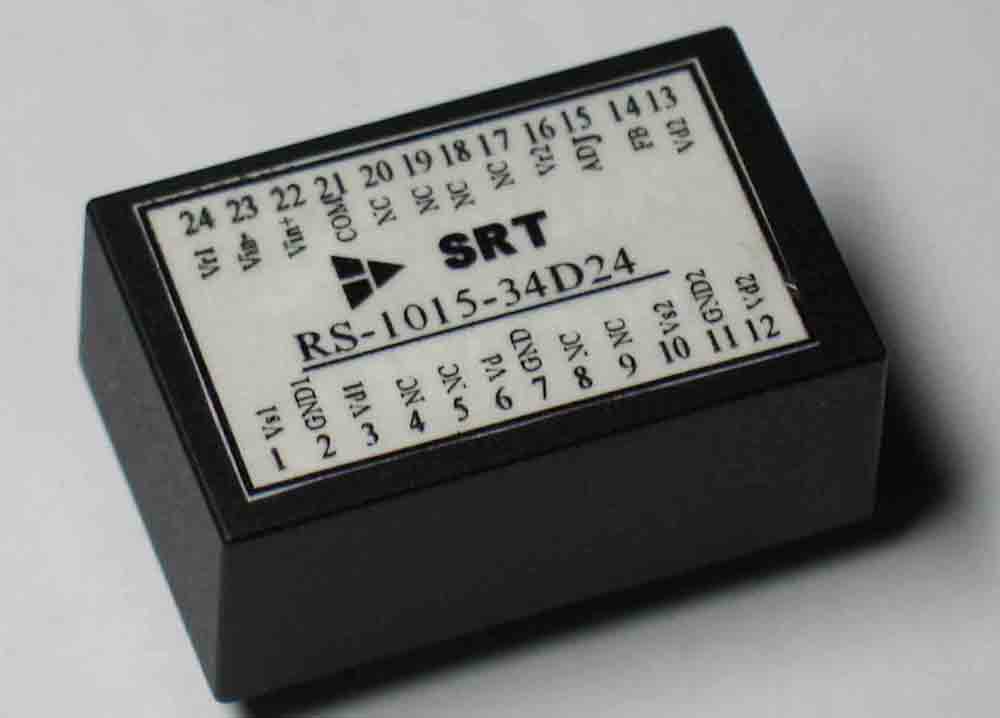 24 23 22 21 20 19 18 17 16 15 14 13
Vr1 Vin- Vin+ COM NC NC NC NC Vr2 ADJ FB Vd2
SRT
RS-1015-34D24
Vs1 GND1 Vd1 NC NC Vd GND NC NC Vs2 GND2 Vd2
1 2 3 4 5 6 7 8 9 10 11 12